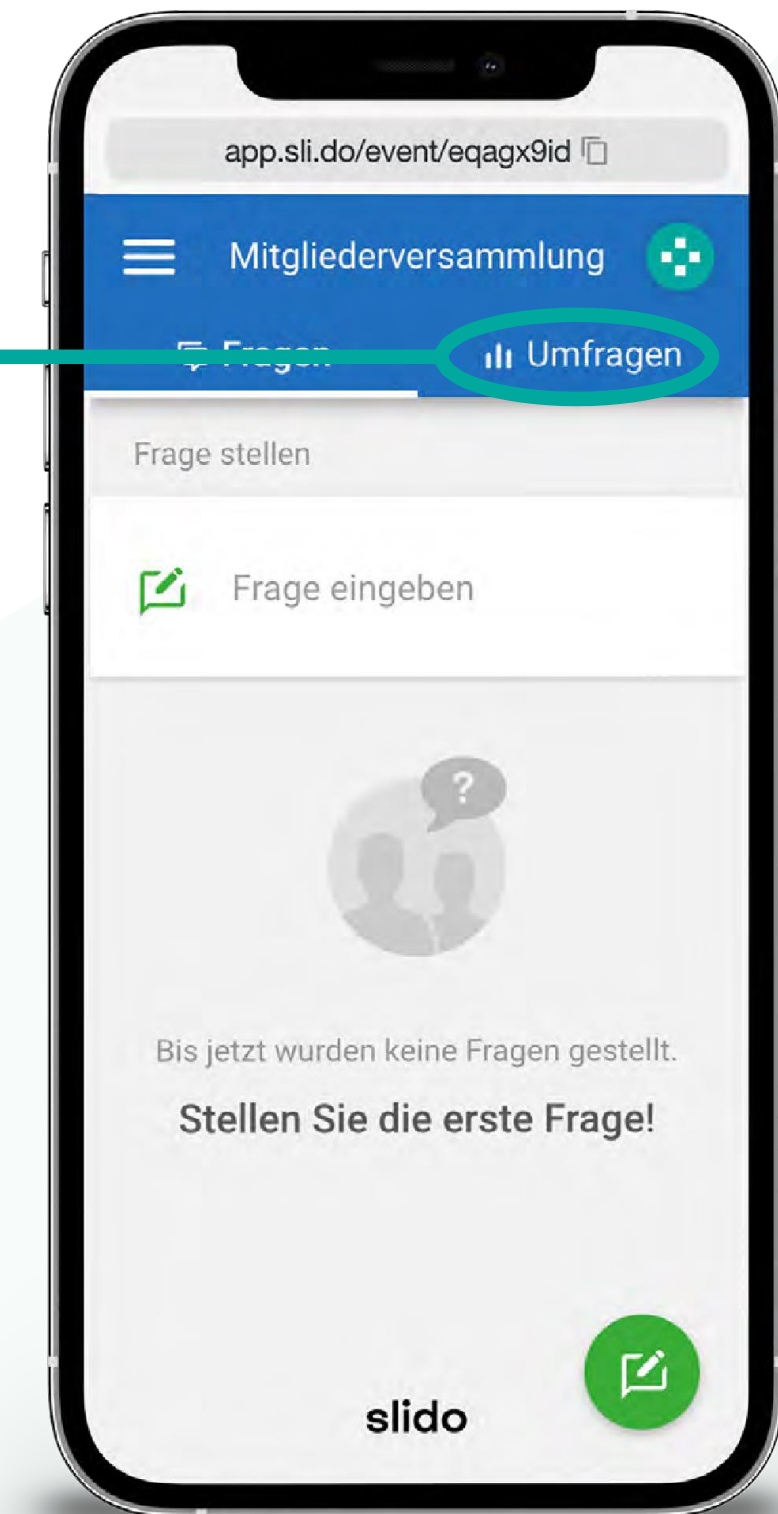 app.sli.do/event/eqagx9id
Mitgliederversammlung
Fragen
Umfragen
Frage stellen
Frage eingeben
?
Bis jetzt wurden keine Fragen gestellt.
Stellen Sie die erste Frage!
slido